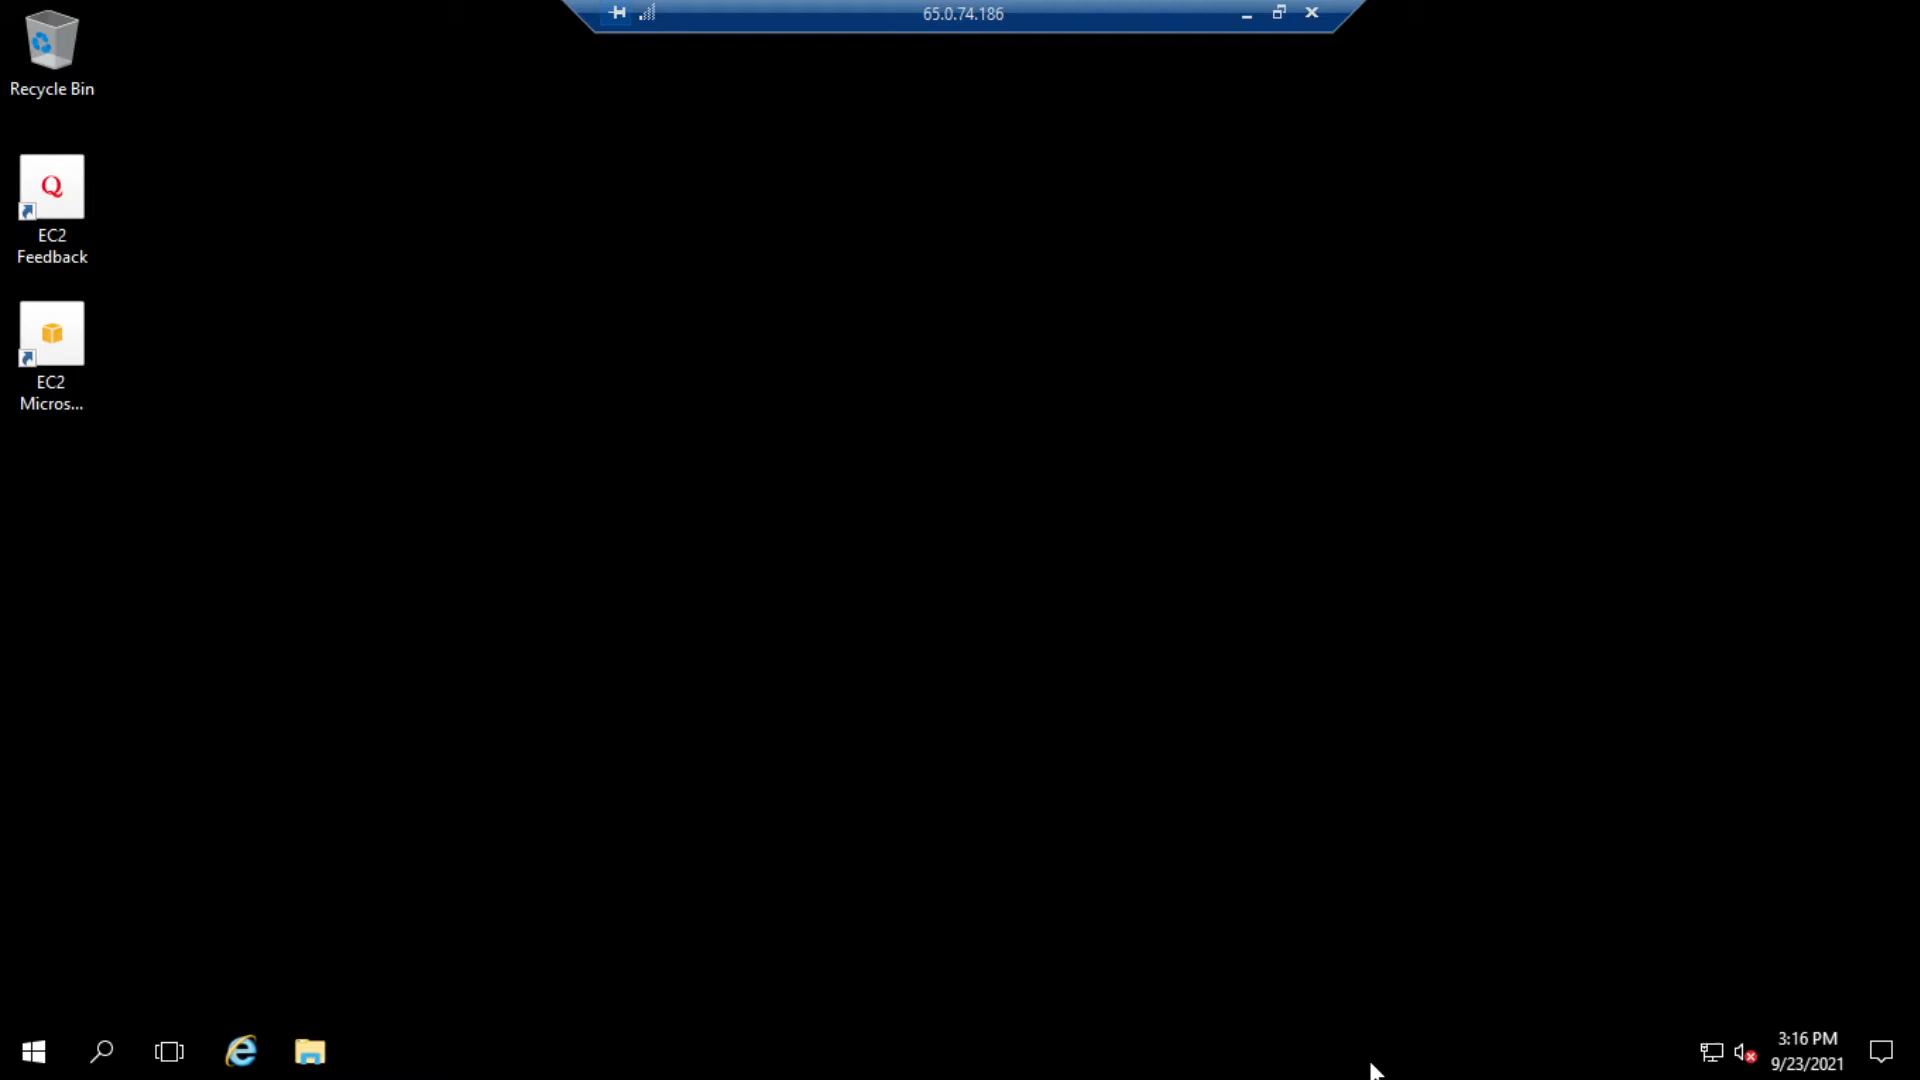 65.0.74.186
Recycle Bin
Q
EC2
Feedback
EC2
Micros...
3:16 PM
9/23/2021